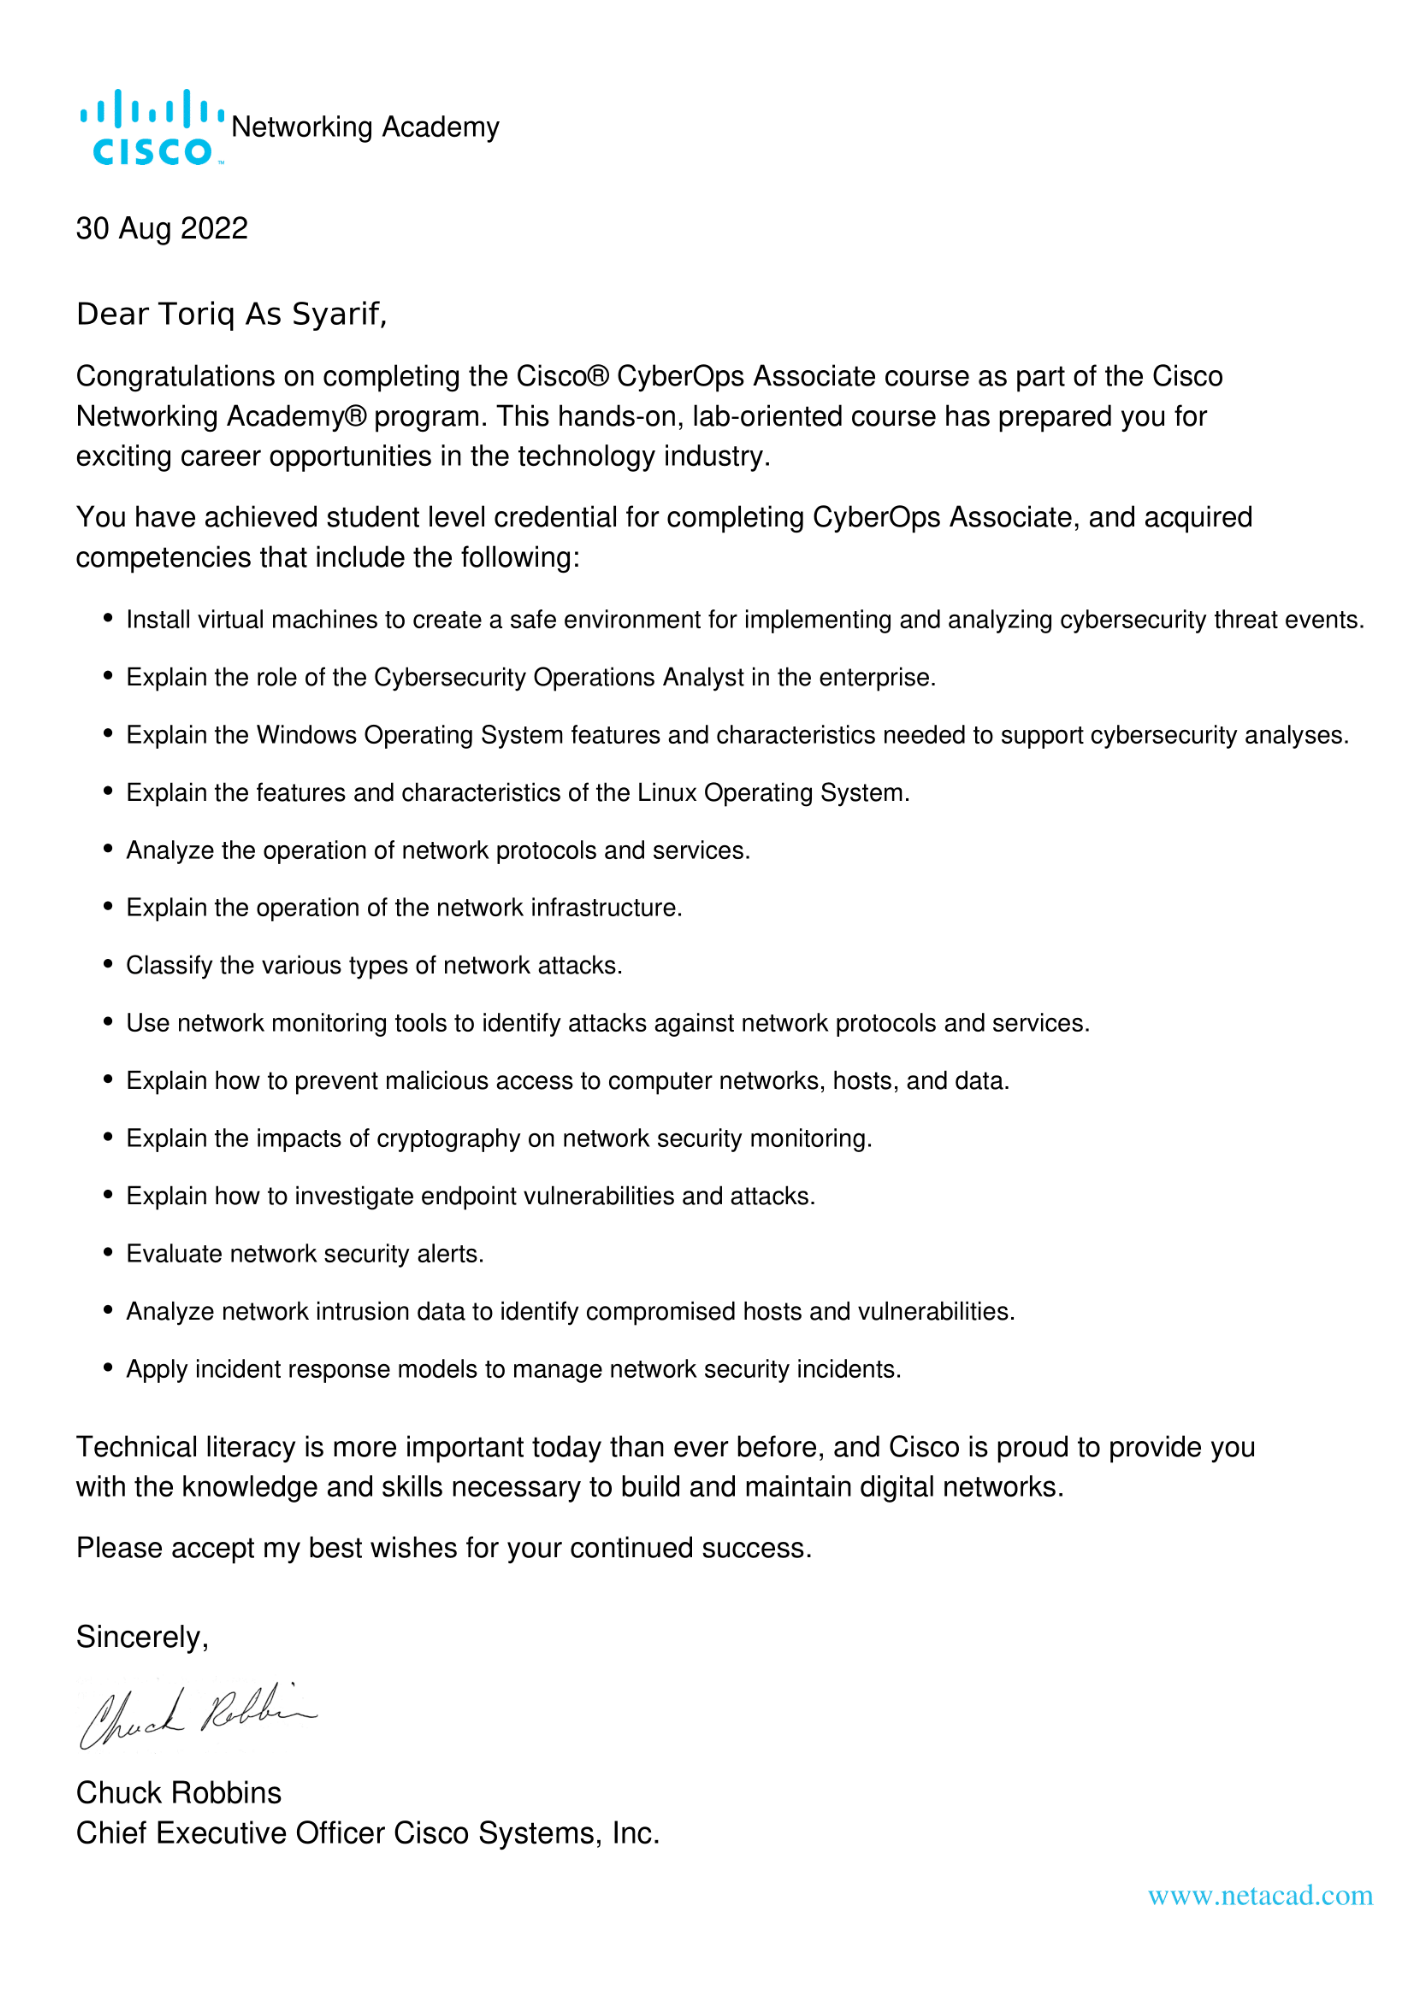 CISCO™ Networking Academy
30 Aug 2022
Dear Toriq As Syarif,
Congratulations on completing the Cisco® CyberOps Associate course as part of the Cisco
Networking Academy® program. This hands-on, lab-oriented course has prepared you for
exciting career opportunities in the technology industry.
You have achieved student level credential for completing CyberOps Associate, and acquired
competencies that include the following:
• Install virtual machines to create a safe environment for implementing and analyzing cybersecurity threat events.
• Explain the role of the Cybersecurity Operations Analyst in the enterprise.
• Explain the Windows Operating System features and characteristics needed to support cybersecurity analyses.
• Explain the features and characteristics of the Linux Operating System.
• Analyze the operation of network protocols and services.
• Explain the operation of the network infrastructure.
• Classify the various types of network attacks.
• Use network monitoring tools to identify attacks against network protocols and services.
• Explain how to prevent malicious access to computer networks, hosts, and data.
• Explain the impacts of cryptography on network security monitoring.
• Explain how to investigate endpoint vulnerabilities and attacks.
• Evaluate network security alerts.
• Analyze network intrusion data to identify compromised hosts and vulnerabilities.
• Apply incident response models to manage network security incidents.
Technical literacy is more important today than ever before, and Cisco is proud to provide you
with the knowledge and skills necessary to build and maintain digital networks.
Please accept my best wishes for your continued success.
Sincerely,
Chuck Robbin
Chuck Robbins
Chief Executive Officer Cisco Systems, Inc.
www.netacad.com